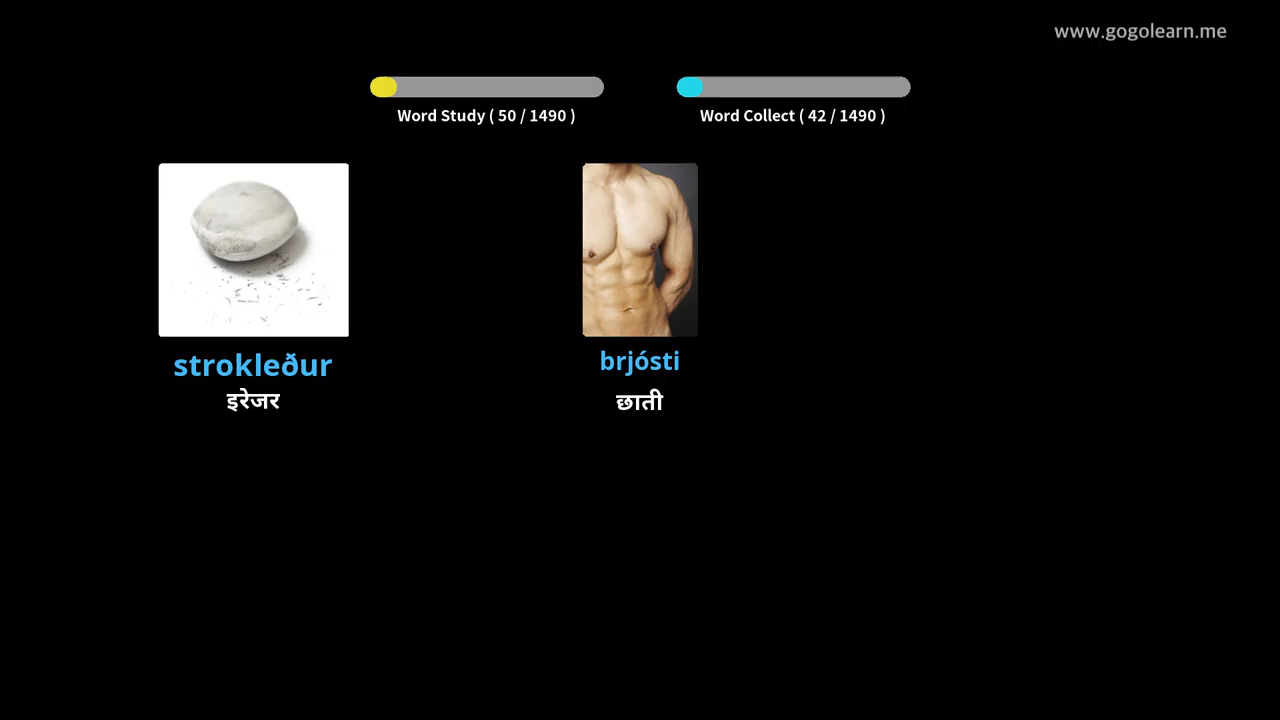 www.gogolearn.me
Word Study ( 50 / 1490 )
Word Collect ( 42 / 1490 )
strokleður
इरेजर
brjósti
छाती